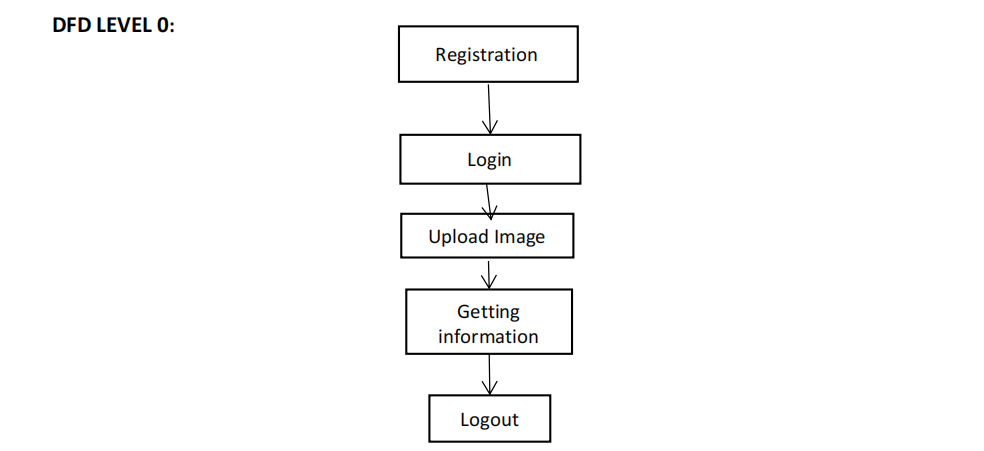 DFD LEVEL 0:
Registration
Login
Upload Image
Getting
information
Logout